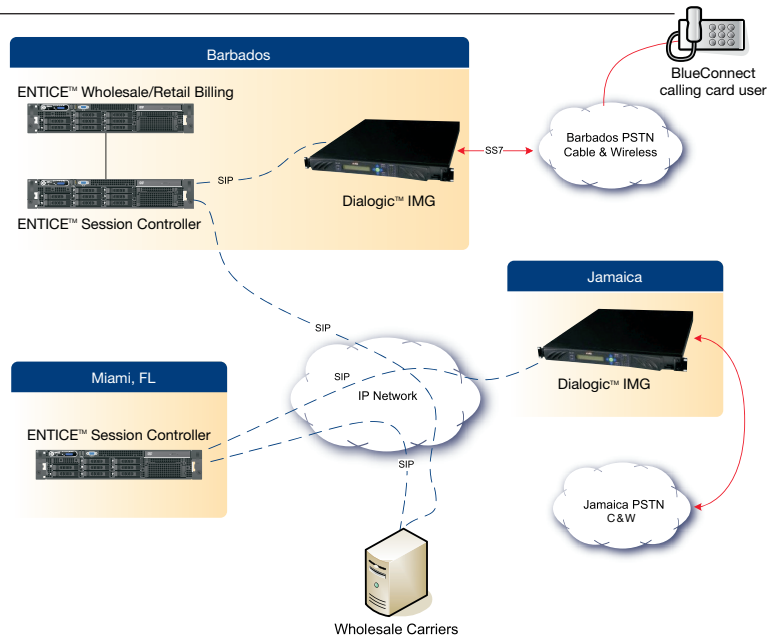 Barbados
ENTICE™ Wholesale/Retail Billing
BlueConnect
calling card user
Barbados PSTN
Cable & Wireless
SS7
SIP
Dialogic™ IMG
ENTICE™ Session Controller
Jamaica
SIP
Dialogic™ IMG
Miami, FL
SIP
IP Network
ENTICE™ Session Controller
SIP
Jamaica PSTN
C&W
Wholesale Carriers